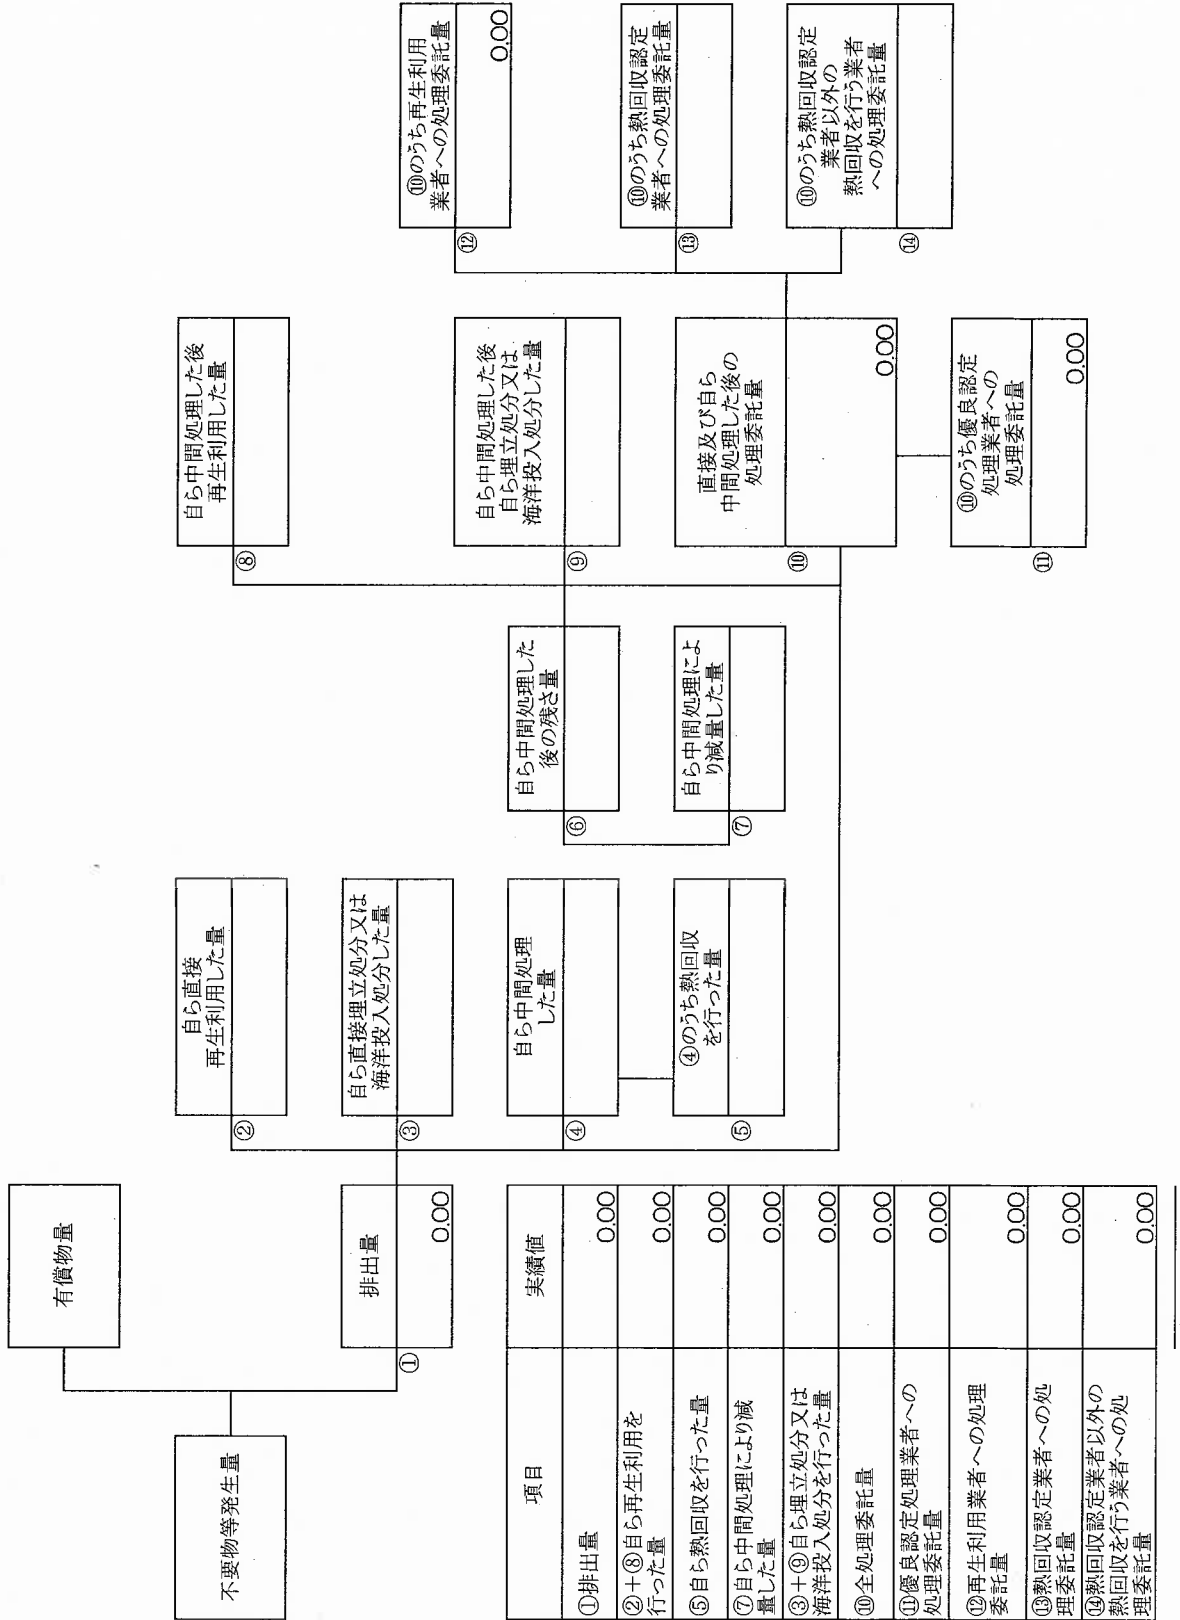 有償物量
不要物等発生量
排出量
①
0.00
自ら直接
再生利用した量
②
自ら直接埋立処分又は
海洋投入処分した量
③
自ら中間処理
した量
④
④のうち熱回収
を行った量
⑤
自ら中間処理した
後の残さ量
⑥
自ら中間処理によ
り減量した量
⑦
自ら中間処理した後
再生利用した量
⑧
自ら中間処理した後
自ら埋立処分又は
海洋投入処分した量
⑨
直接及び自ら
中間処理した後の
処理委託量
⑩
0.00
⑩のうち優良認定
処理業者への
処理委託量
⑪
0.00
⑩のうち再生利用
業者への処理委託量
⑫
0.00
⑩のうち熱回収認定
業者への処理委託量
⑬
⑩のうち熱回収認定
業者以外の
熱回収を行う業者
への処理委託量
⑭
項目 実績値
①排出量 0.00
②+⑧自ら再生利用を
行った量 0.00
⑤自ら熱回収を行った量 0.00
⑦自ら中間処理により減
量した量 0.00
③+⑨自ら埋立処分又は
海洋投入処分を行った量 0.00
⑩全処理委託量 0.00
⑪優良認定処理業者への
処理委託量 0.00
⑫再生利用業者への処理
委託量 0.00
⑬熱回収認定業者への処
理委託量 0.00
⑭熱回収認定業者以外の
熱回収を行う業者への処
理委託量 0.00